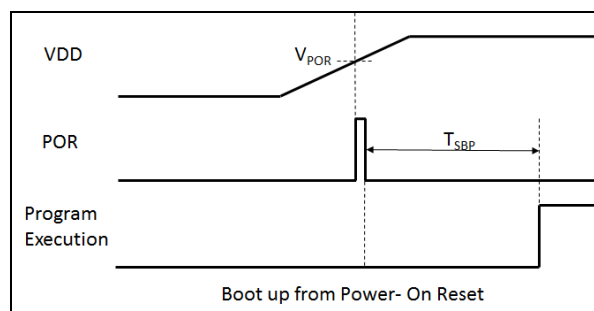 VDD
VPOR
POR
TSBP
Program
Execution
Boot up from Power- On Reset